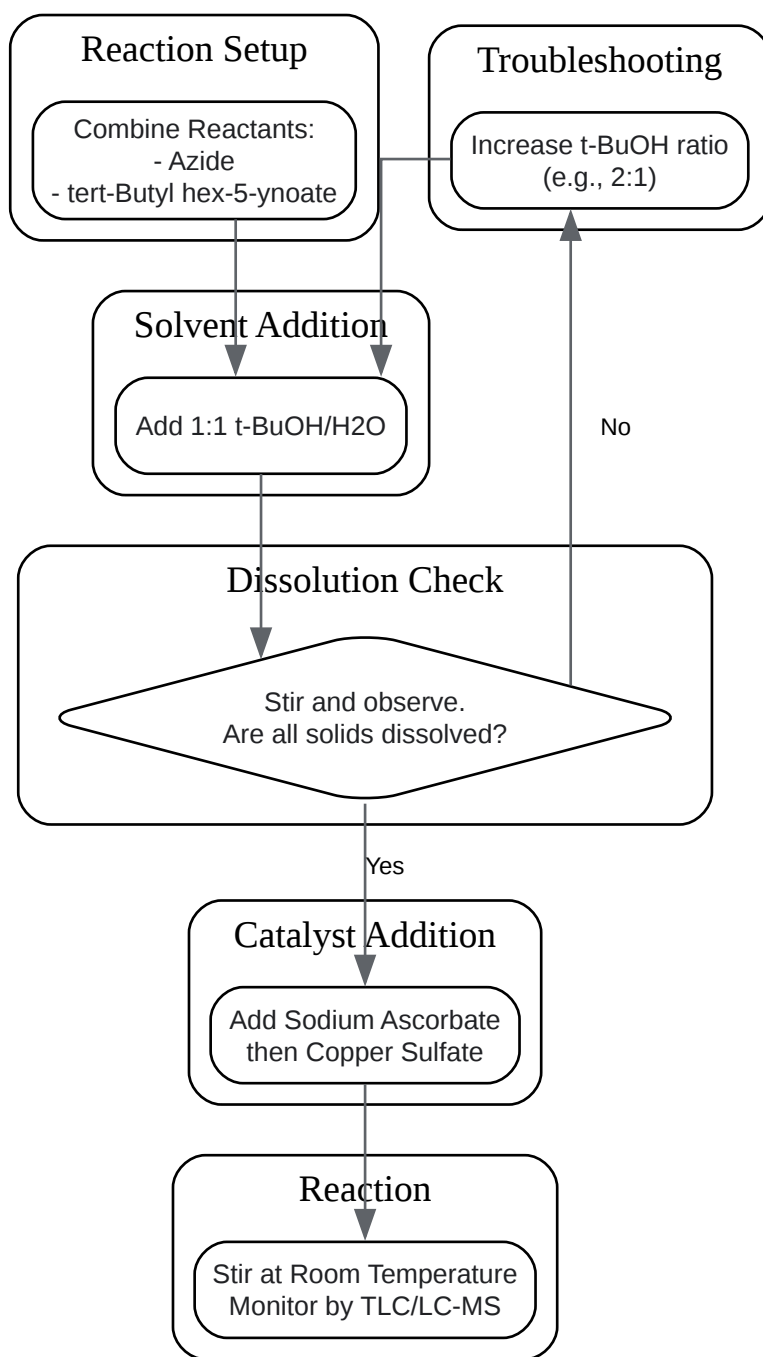 Reaction Setup
Combine Reactants:
- Azide
- tert-Butyl hex-5-ynoate
Troubleshooting
Increase t-BuOH ratio
(e.g., 2:1)
Solvent Addition
Add 1:1 t-BuOH/H2O
No
Dissolution Check
Stir and observe.
Are all solids dissolved?
Yes
Catalyst Addition
Add Sodium Ascorbate
then Copper Sulfate
Reaction
Stir at Room Temperature
Monitor by TLC/LC-MS